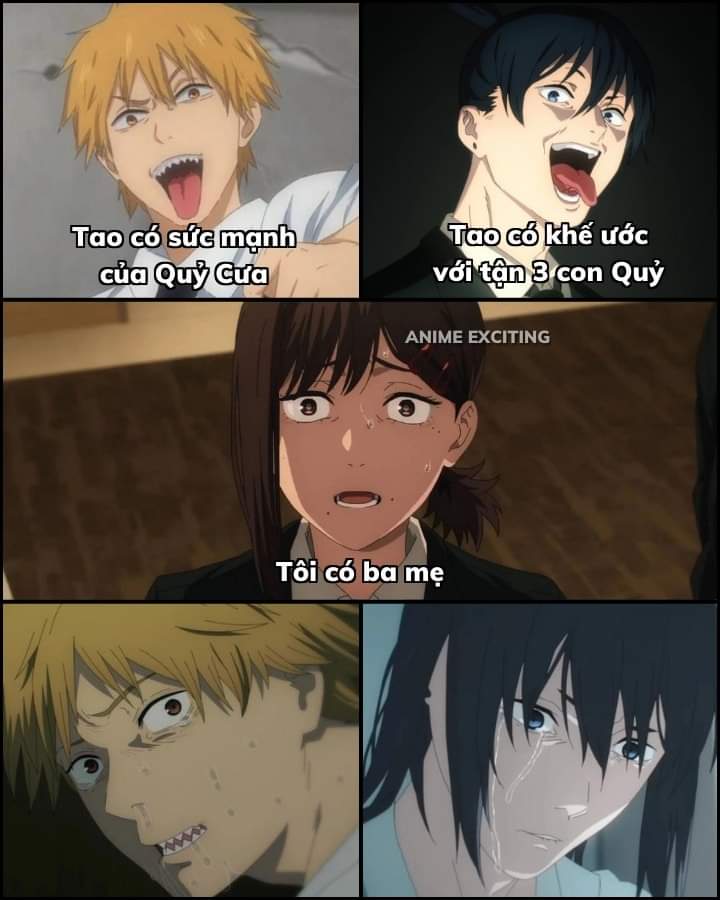 Tao có sức mạnh
của Quỷ Cưa
Tao có khế ước
với tận 3 con Quỷ
ANIME EXCITING
Tôi có ba mẹ